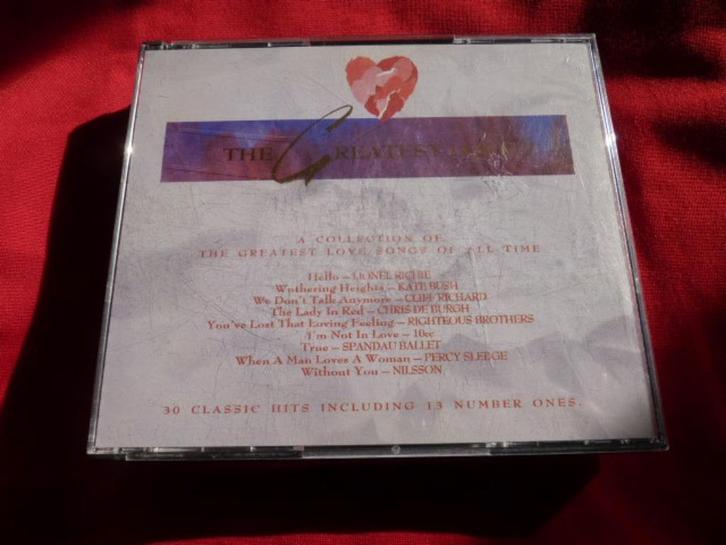 THE GREATEST LOVE
A COLLECTION OF
THE GREATEST LOVE SONGS OF ALL TIME
Hello – LIONEL RICHIE
Wuthering Heights – KATE BUSH
We Don't Talk Anymore – CLIFF RICHARD
The Lady In Red – CHRIS DE BURGH
You've Lost That Loving Feeling – RIGHTEOUS BROTHERS
I'm Not In Love – 10cc
True – SPANDAU BALLET
When A Man Loves A Woman – PERCY SLEDGE
Without You – NILSSON
30 CLASSIC HITS INCLUDING 13 NUMBER ONES.